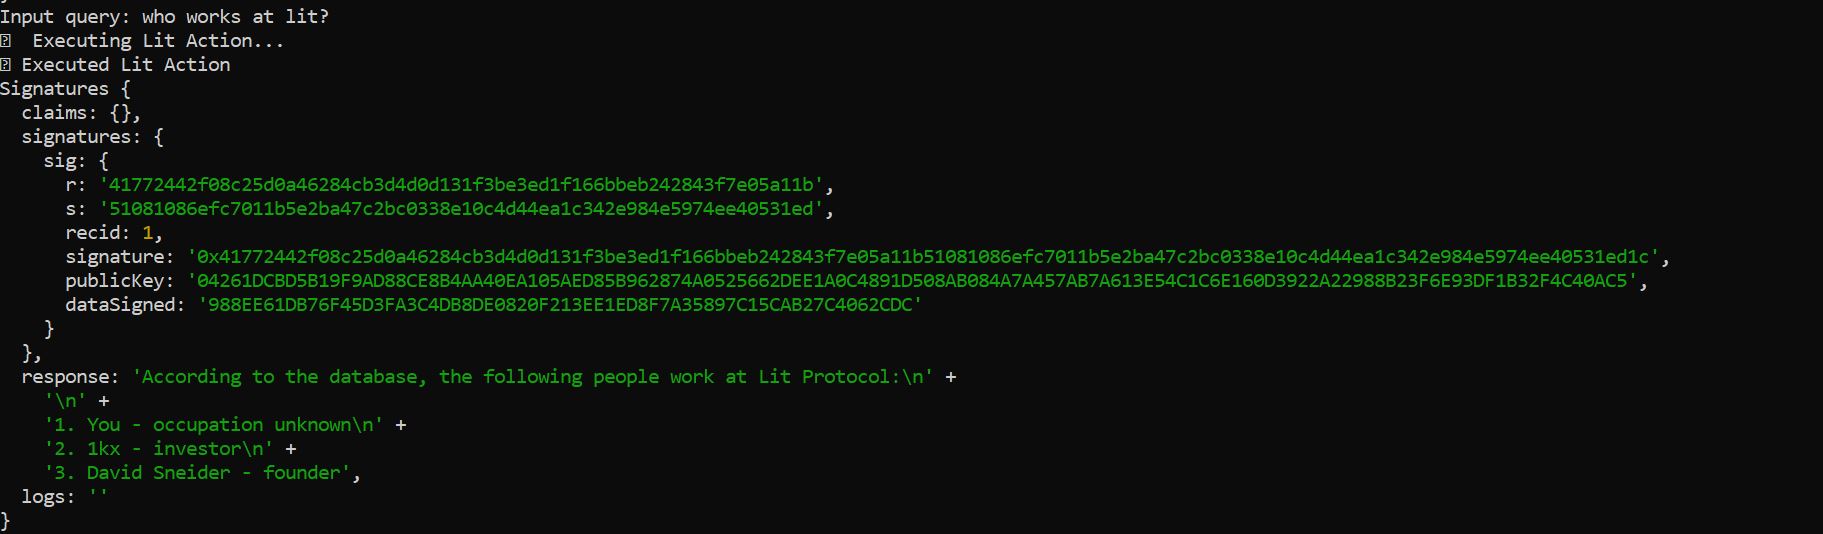 Input query: who works at lit?
Executing Lit Action...
Executed Lit Action
Signatures {
  claims: {},
  signatures: {
    sig: {
      r: '41772442f08c25d0a46284cb3d4d0d131f3be3ed1f166bbeb242843f7e05a11b',
      s: '51081086efc7011b5e2ba47c2bc0338e10c4d44ea1c342e984e5974ee40531ed',
      recid: 1,
      signature: '0x41772442f08c25d0a46284cb3d4d0d131f3be3ed1f166bbeb242843f7e05a11b51081086efc7011b5e2ba47c2bc0338e10c4d44ea1c342e984e5974ee40531ed1c',
      publicKey: '04261DCBD5B19F9AD88CE8B4AA40EA105AED85B962874A0525662DEE1A0C4891D508AB084A7A457AB7A613E54C1C6E160D3922A22988B23F6E93DF1B32F4C40AC5',
      dataSigned: '988EE61DB76F45D3FA3C4DB8DE0820F213EE1ED8F7A35897C15CAB27C4062CDC'
    }
  },
  response: 'According to the database, the following people work at Lit Protocol:\n' +
    '\n' +
    '1. You - occupation unknown\n' +
    '2. 1kx - investor\n' +
    '3. David Sneider - founder',
  logs: ''
}